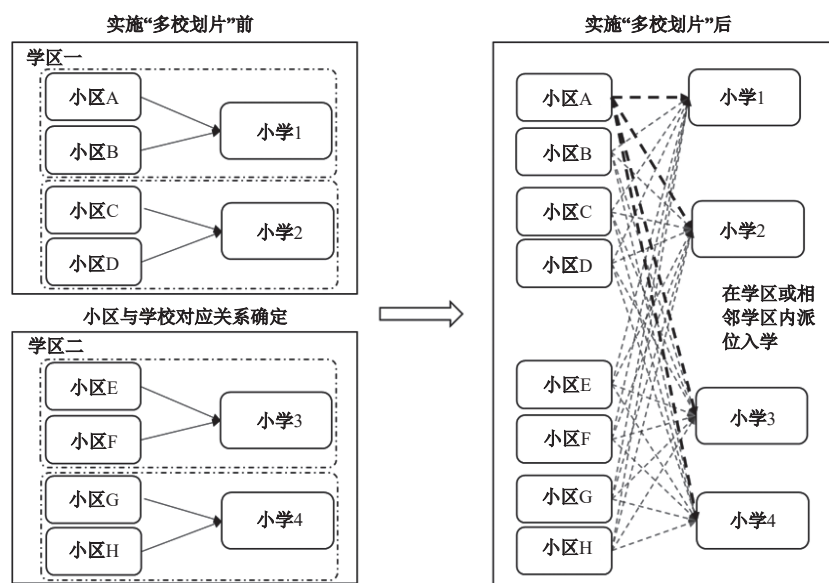 实施“多校划片”前
学区一
小区A
小区B
小学1
小区C
小区D
小学2
小区与学校对应关系确定
学区二
小区E
小区F
小学3
小区G
小区H
小学4
实施“多校划片”后
小区A
小区B
小区C
小区D
小区E
小区F
小区G
小区H
小学1
小学2
在学区或相
邻学区内派
位入学
小学3
小学4